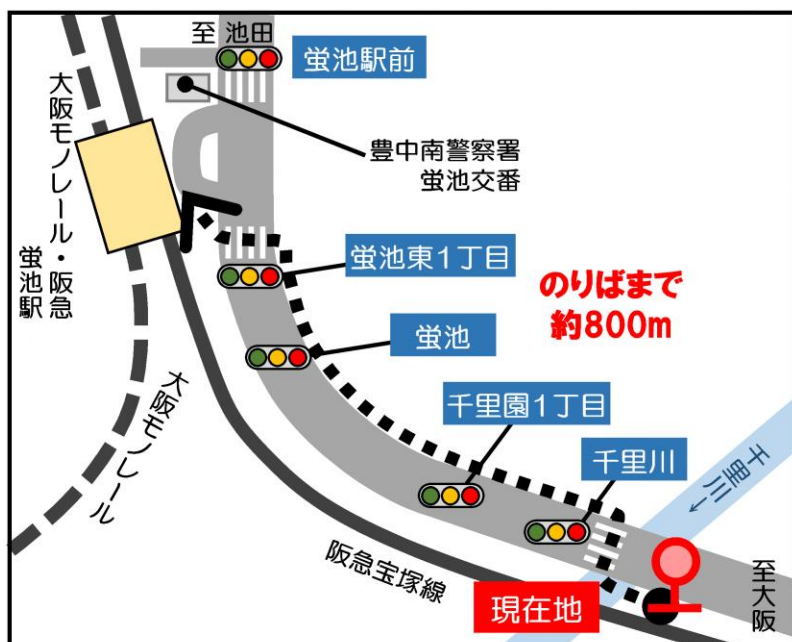 至 池田
蛍池駅前
大阪モノレール・阪急
蛍池駅
豊中南警察署
蛍池交番
蛍池東1丁目
のりばまで
約800m
蛍池
大阪モノレール
千里園1丁目
千里川
千里川→
阪急宝塚線
現在地
至大阪